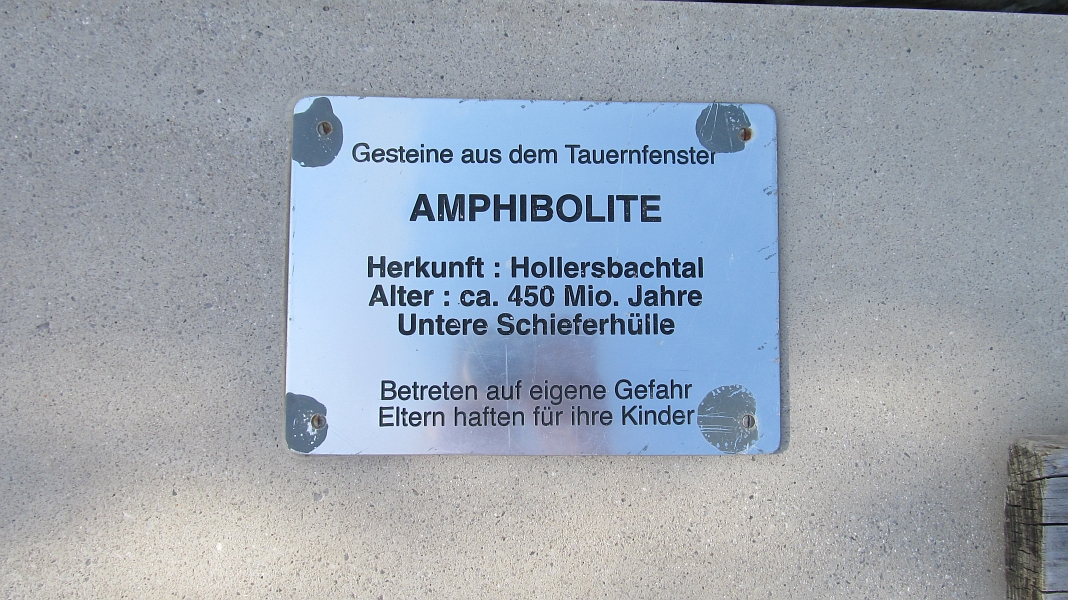 Gesteine aus dem Tauernfenster
AMPHIBOLITE
Herkunft : Hollersbachtal
Alter : ca. 450 Mio. Jahre
Untere Schieferhülle
Betreten auf eigene Gefahr
Eltern haften für ihre Kinder